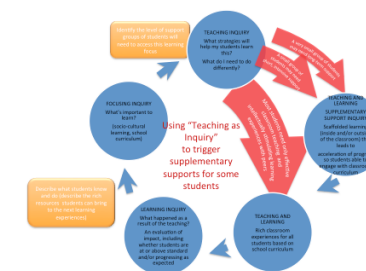 Identify the level of support
groups of students will
need to access this learning
focus
TEACHING INQUIRY
What strategies will
help my students learn
this?
What do I need to do
differently?
FOCUSING INQUIRY
What's important to
learn?
(socio-cultural
learning, school
curriculum)
Using "Teaching as
Inquiry"
to trigger
supplementary
supports for some
students
TEACHING AND
LEARNING
SUPPLEMENTARY
SUPPORT INQUIRY
Scaffolded learning
(inside and/or outside
of the classroom) that
leads to
acceleration of progress
so students able to
engage with classroom
curriculum
Describe what students know
and do (describe the rich
resources students can bring
to the next learning
experiences)
LEARNING INQUIRY
What happened as a
result of the teaching?
An evaluation of
impact, including
whether students are
at or above standard
and/or progressing as
expected
TEACHING AND
LEARNING
Rich classroom
experiences for all
students based on
school curriculum